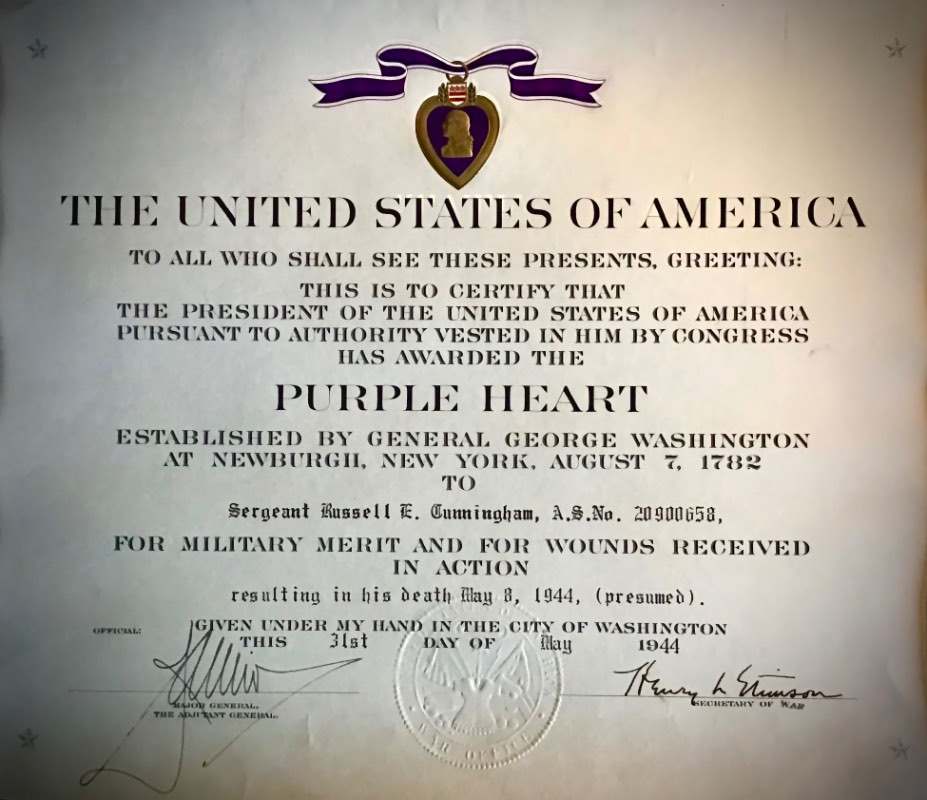 THE UNITED STATES OF AMERICA
TO ALL WHO SHALL SEE THESE PRESENTS, GREETING:
THIS IS TO CERTIFY THAT
THE PRESIDENT OF THE UNITED STATES OF AMERICA
PURSUANT TO AUTHORITY VESTED IN HIM BY CONGRESS
HAS AWARDED THE
PURPLE HEART
ESTABLISHED BY GENERAL GEORGE WASHINGTON
AT NEWBURGH, NEW YORK, AUGUST 7, 1782
TO
Sergeant Russell E. Cunningham, A.S.No. 20900658,
FOR MILITARY MERIT AND FOR WOUNDS RECEIVED
IN ACTION
resulting in his death May 8, 1944, (presumed).
GIVEN UNDER MY HAND IN THE CITY OF WASHINGTON
OFFICIAL:
THIS 31st DAY OF May 1944
Henry L Stimson
MAJOR GENERAL,
THE ADJUTANT GENERAL.
SECRETARY OF WAR
WAR OFFICE